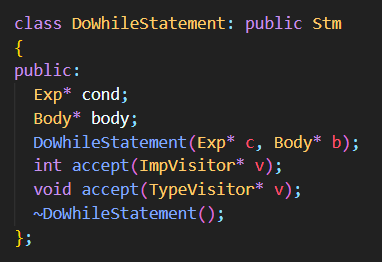 class DoWhileStatement: public Stm
{
public:
  Exp* cond;
  Body* body;
  DoWhileStatement(Exp* c, Body* b);
  int accept(ImpVisitor* v);
  void accept(TypeVisitor* v);
  ~DoWhileStatement();
};